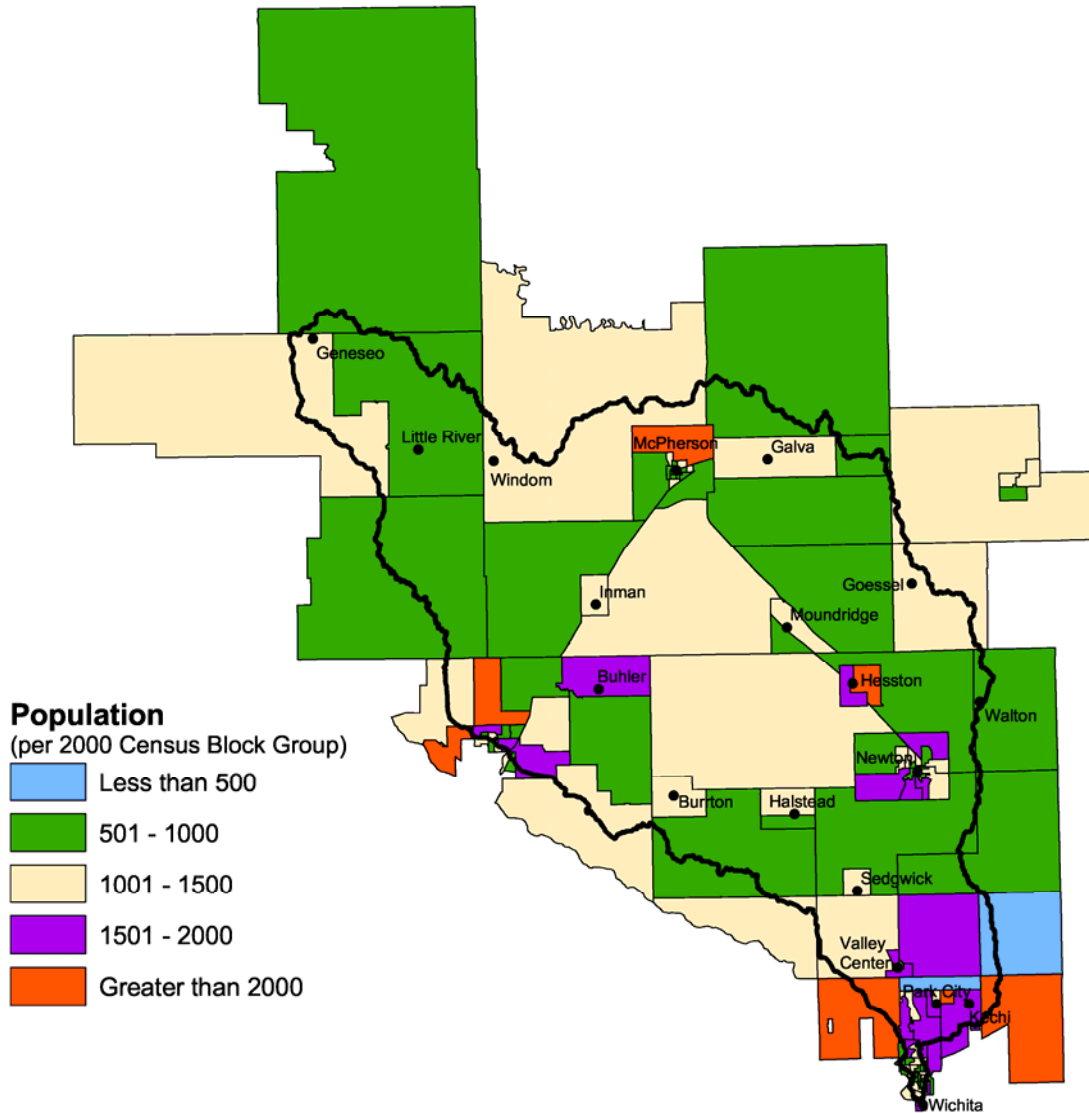 Geneseo
Little River
Windom
McPherson
Galva
Inman
Goessel
Moundridge
Buhler
Hesston
Walton
Newton
Burrton
Halstead
Sedgwick
Valley
Center
Park City
Kechi
Wichita
Population
(per 2000 Census Block Group)
Less than 500
501 - 1000
1001 - 1500
1501 - 2000
Greater than 2000